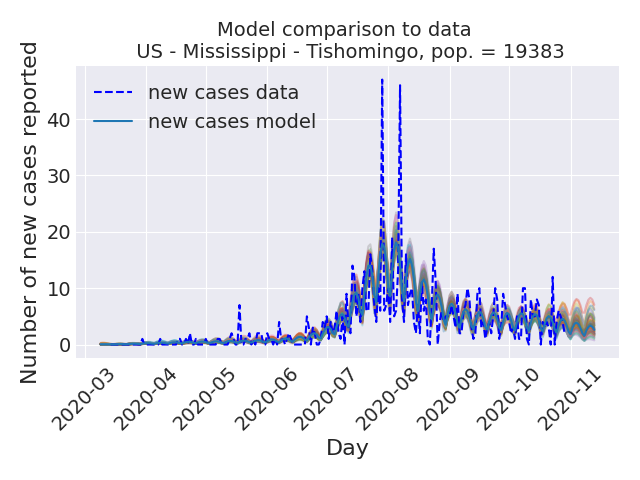 Model comparison to data
US - Mississippi - Tishomingo, pop. = 19383
Number of new cases reported
new cases data
new cases model
40
30
20
10
0
2020-03
2020-04
2020-05
2020-06
2020-07
2020-08
2020-09
2020-10
2020-11
Day